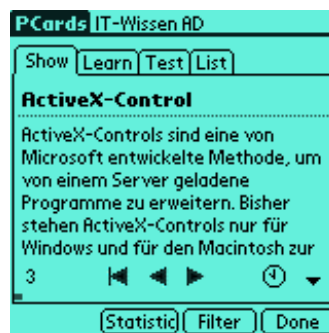 PCards IT-Wissen AD
Show Learn Test List
ActiveX-Control
ActiveX-Controls sind eine von
Microsoft entwickelte Methode, um
von einem Server geladene
Programme zu erweitern. Bisher
stehen ActiveX-Controls nur für
Windows und für den Macintosh zur
3
Statistic Filter Done